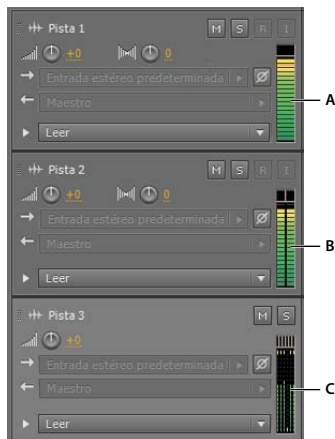 Pista 1 M S R I
+0 0
Entrada estéreo predeterminada
Maestro
Leer
A
Pista 2 M S R I
+0 0
Entrada estéreo predeterminada
Maestro
Leer
B
Pista 3 M S
+0
Entrada estéreo predeterminada
Maestro
Leer
C